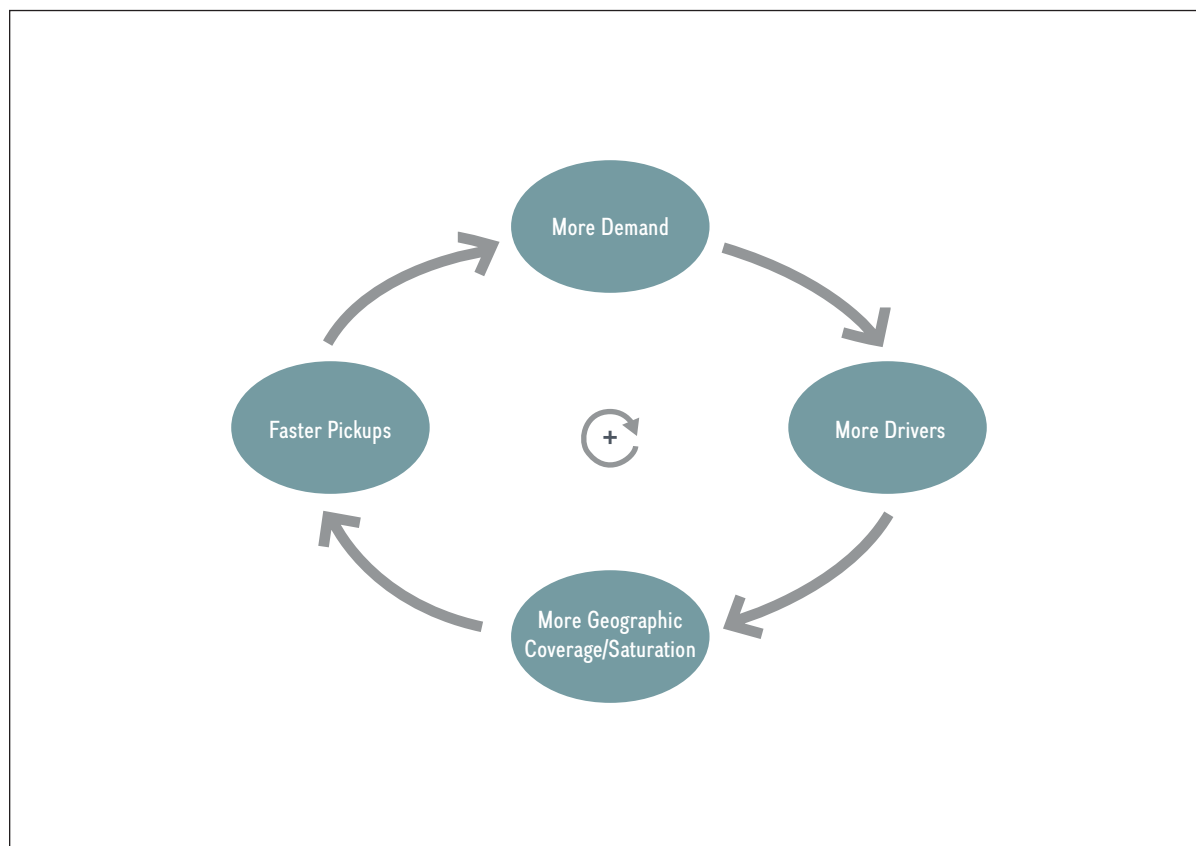 More Demand
Faster Pickups
+
More Drivers
More Geographic
Coverage/Saturation